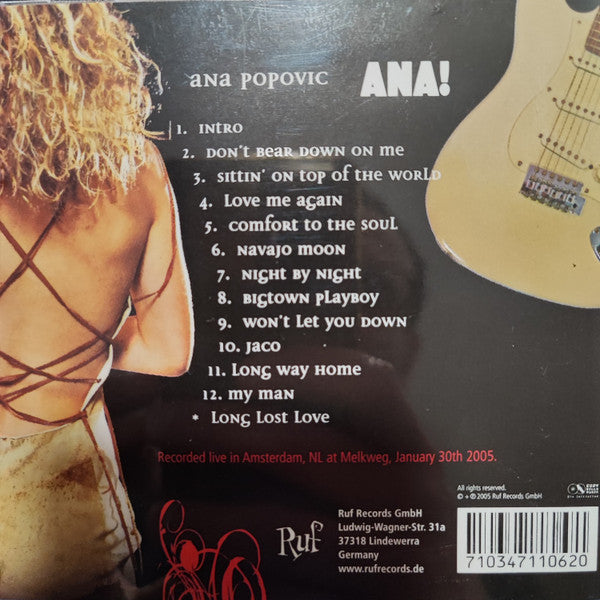 ana popovic ANA!
1. INTRO
2. DON'T BEAR DOWN ON ME
3. SITTIN' ON TOP OF THE WORLD
4. LOVE ME AGAIN
5. COMFORT TO THE SOUL
6. NAVAJO MOON
7. NIGHT BY NIGHT
8. BIGTOWN PLAYBOY
9. WON'T LET YOU DOWN
10. JACO
11. LONG WAY HOME
12. MY MAN
* LONG LOST LOVE
Recorded live in Amsterdam, NL at Melkweg, January 30th 2005.
All rights reserved.
© + ℗ 2005 Ruf Records GmbH
Ruf
Ruf Records GmbH
Ludwig-Wagner-Str. 31a
37318 Lindewerra
Germany
www.rufrecords.de
710347110620